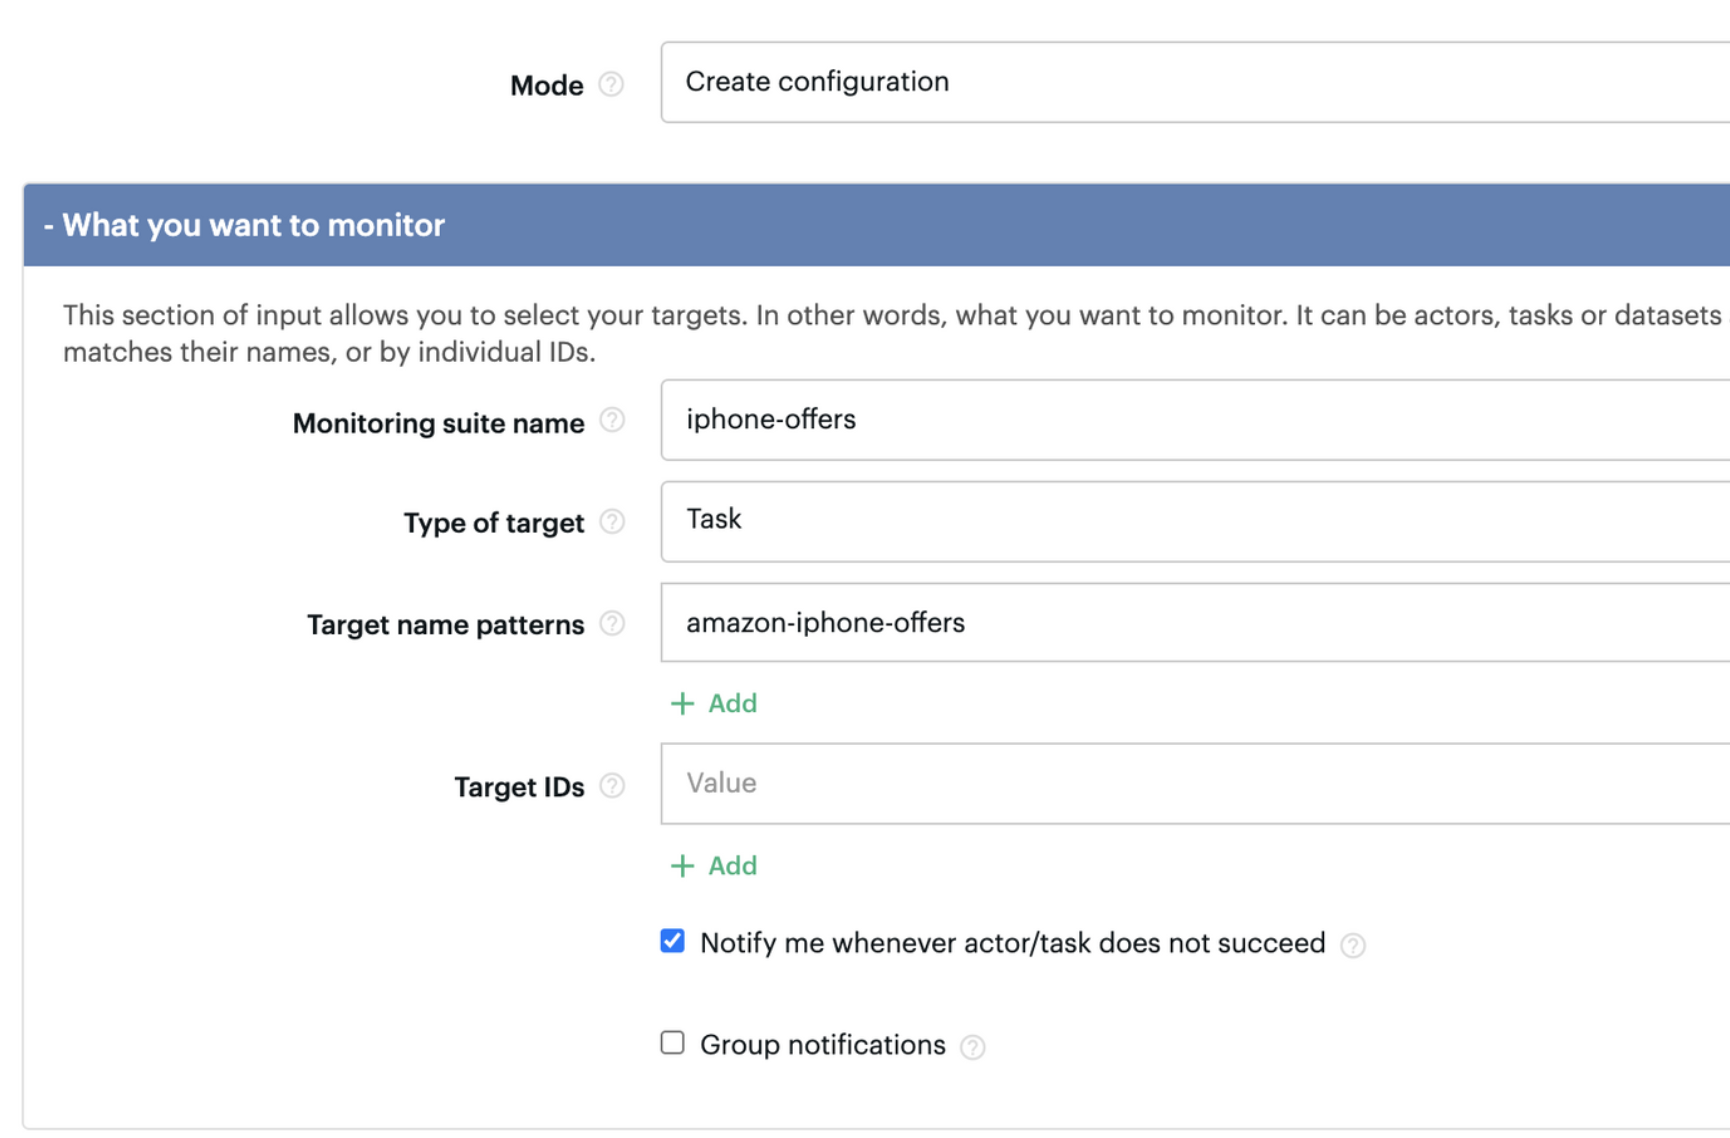 Mode
Create configuration
- What you want to monitor
This section of input allows you to select your targets. In other words, what you want to monitor. It can be actors, tasks or datasets
matches their names, or by individual IDs.
Monitoring suite name
iphone-offers
Type of target
Task
Target name patterns
amazon-iphone-offers
+ Add
Target IDs
Value
+ Add
Notify me whenever actor/task does not succeed
Group notifications